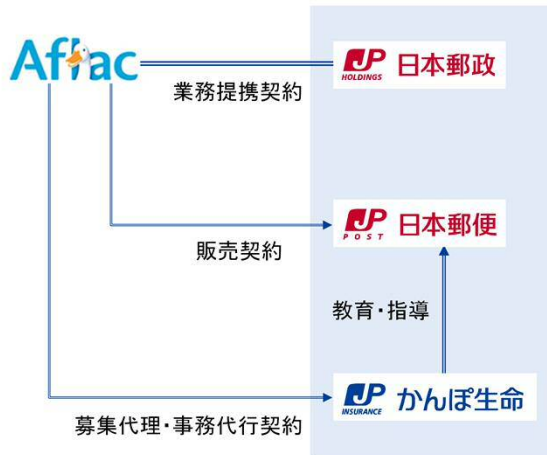 Aflac
JP 日本郵政
HOLDINGS
業務提携契約
JP 日本郵便
POST
販売契約
教育・指導
JP かんぽ生命
INSURANCE
募集代理・事務代行契約